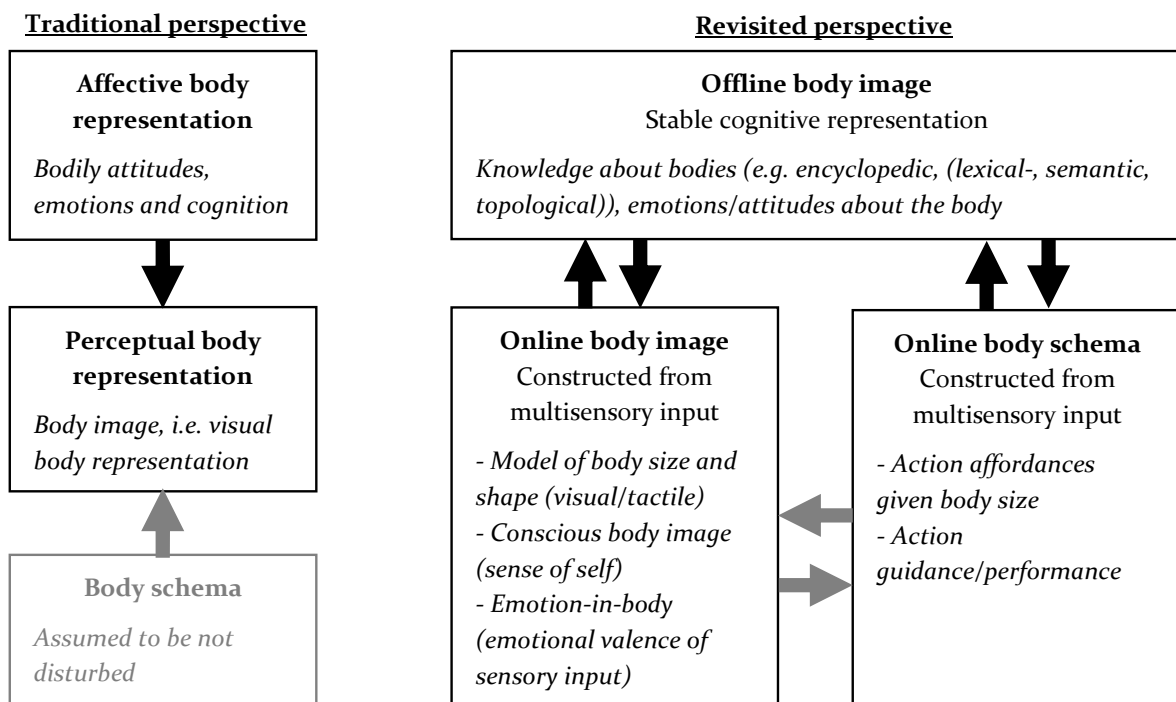 Traditional perspective
Affective body
representation
Bodily attitudes,
emotions and cognition
Perceptual body
representation
Body image, i.e. visual
body representation
Body schema
Assumed to be not
disturbed
Revisited perspective
Offline body image
Stable cognitive representation
Knowledge about bodies (e.g. encyclopedic, (lexical-, semantic,
topological)), emotions/attitudes about the body
Online body image
Constructed from
multisensory input
- Model of body size and
shape (visual/tactile)
- Conscious body image
(sense of self)
- Emotion-in-body
(emotional valence of
sensory input)
Online body schema
Constructed from
multisensory input
- Action affordances
given body size
- Action
guidance/performance